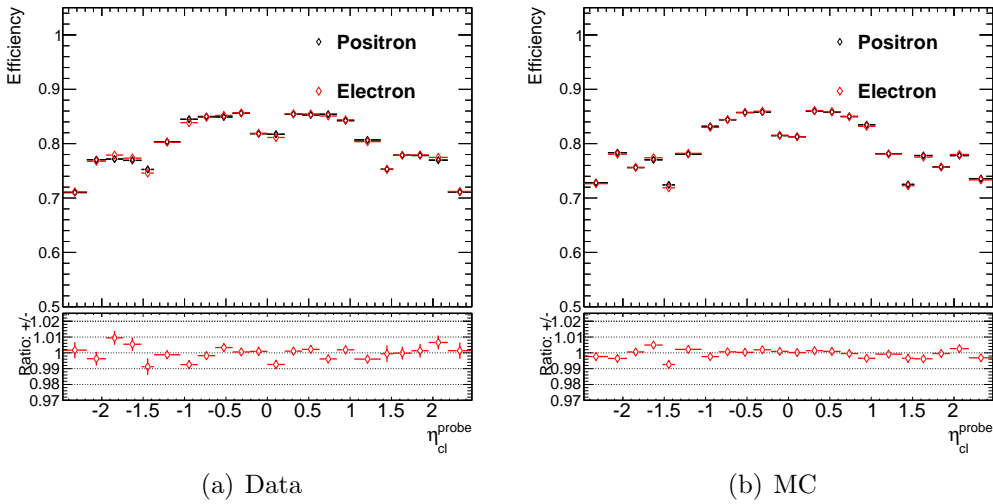 Efficiency
1
0.9
0.8
0.7
0.6
0.5
Positron
Electron
Ratio: +/-
1.02
1.01
1
0.99
0.98
0.97
-2 -1.5 -1 -0.5 0 0.5 1 1.5 2
η_cl^probe
(a) Data
Efficiency
1
0.9
0.8
0.7
0.6
0.5
Positron
Electron
Ratio: +/-
1.02
1.01
1
0.99
0.98
0.97
-2 -1.5 -1 -0.5 0 0.5 1 1.5 2
η_cl^probe
(b) MC